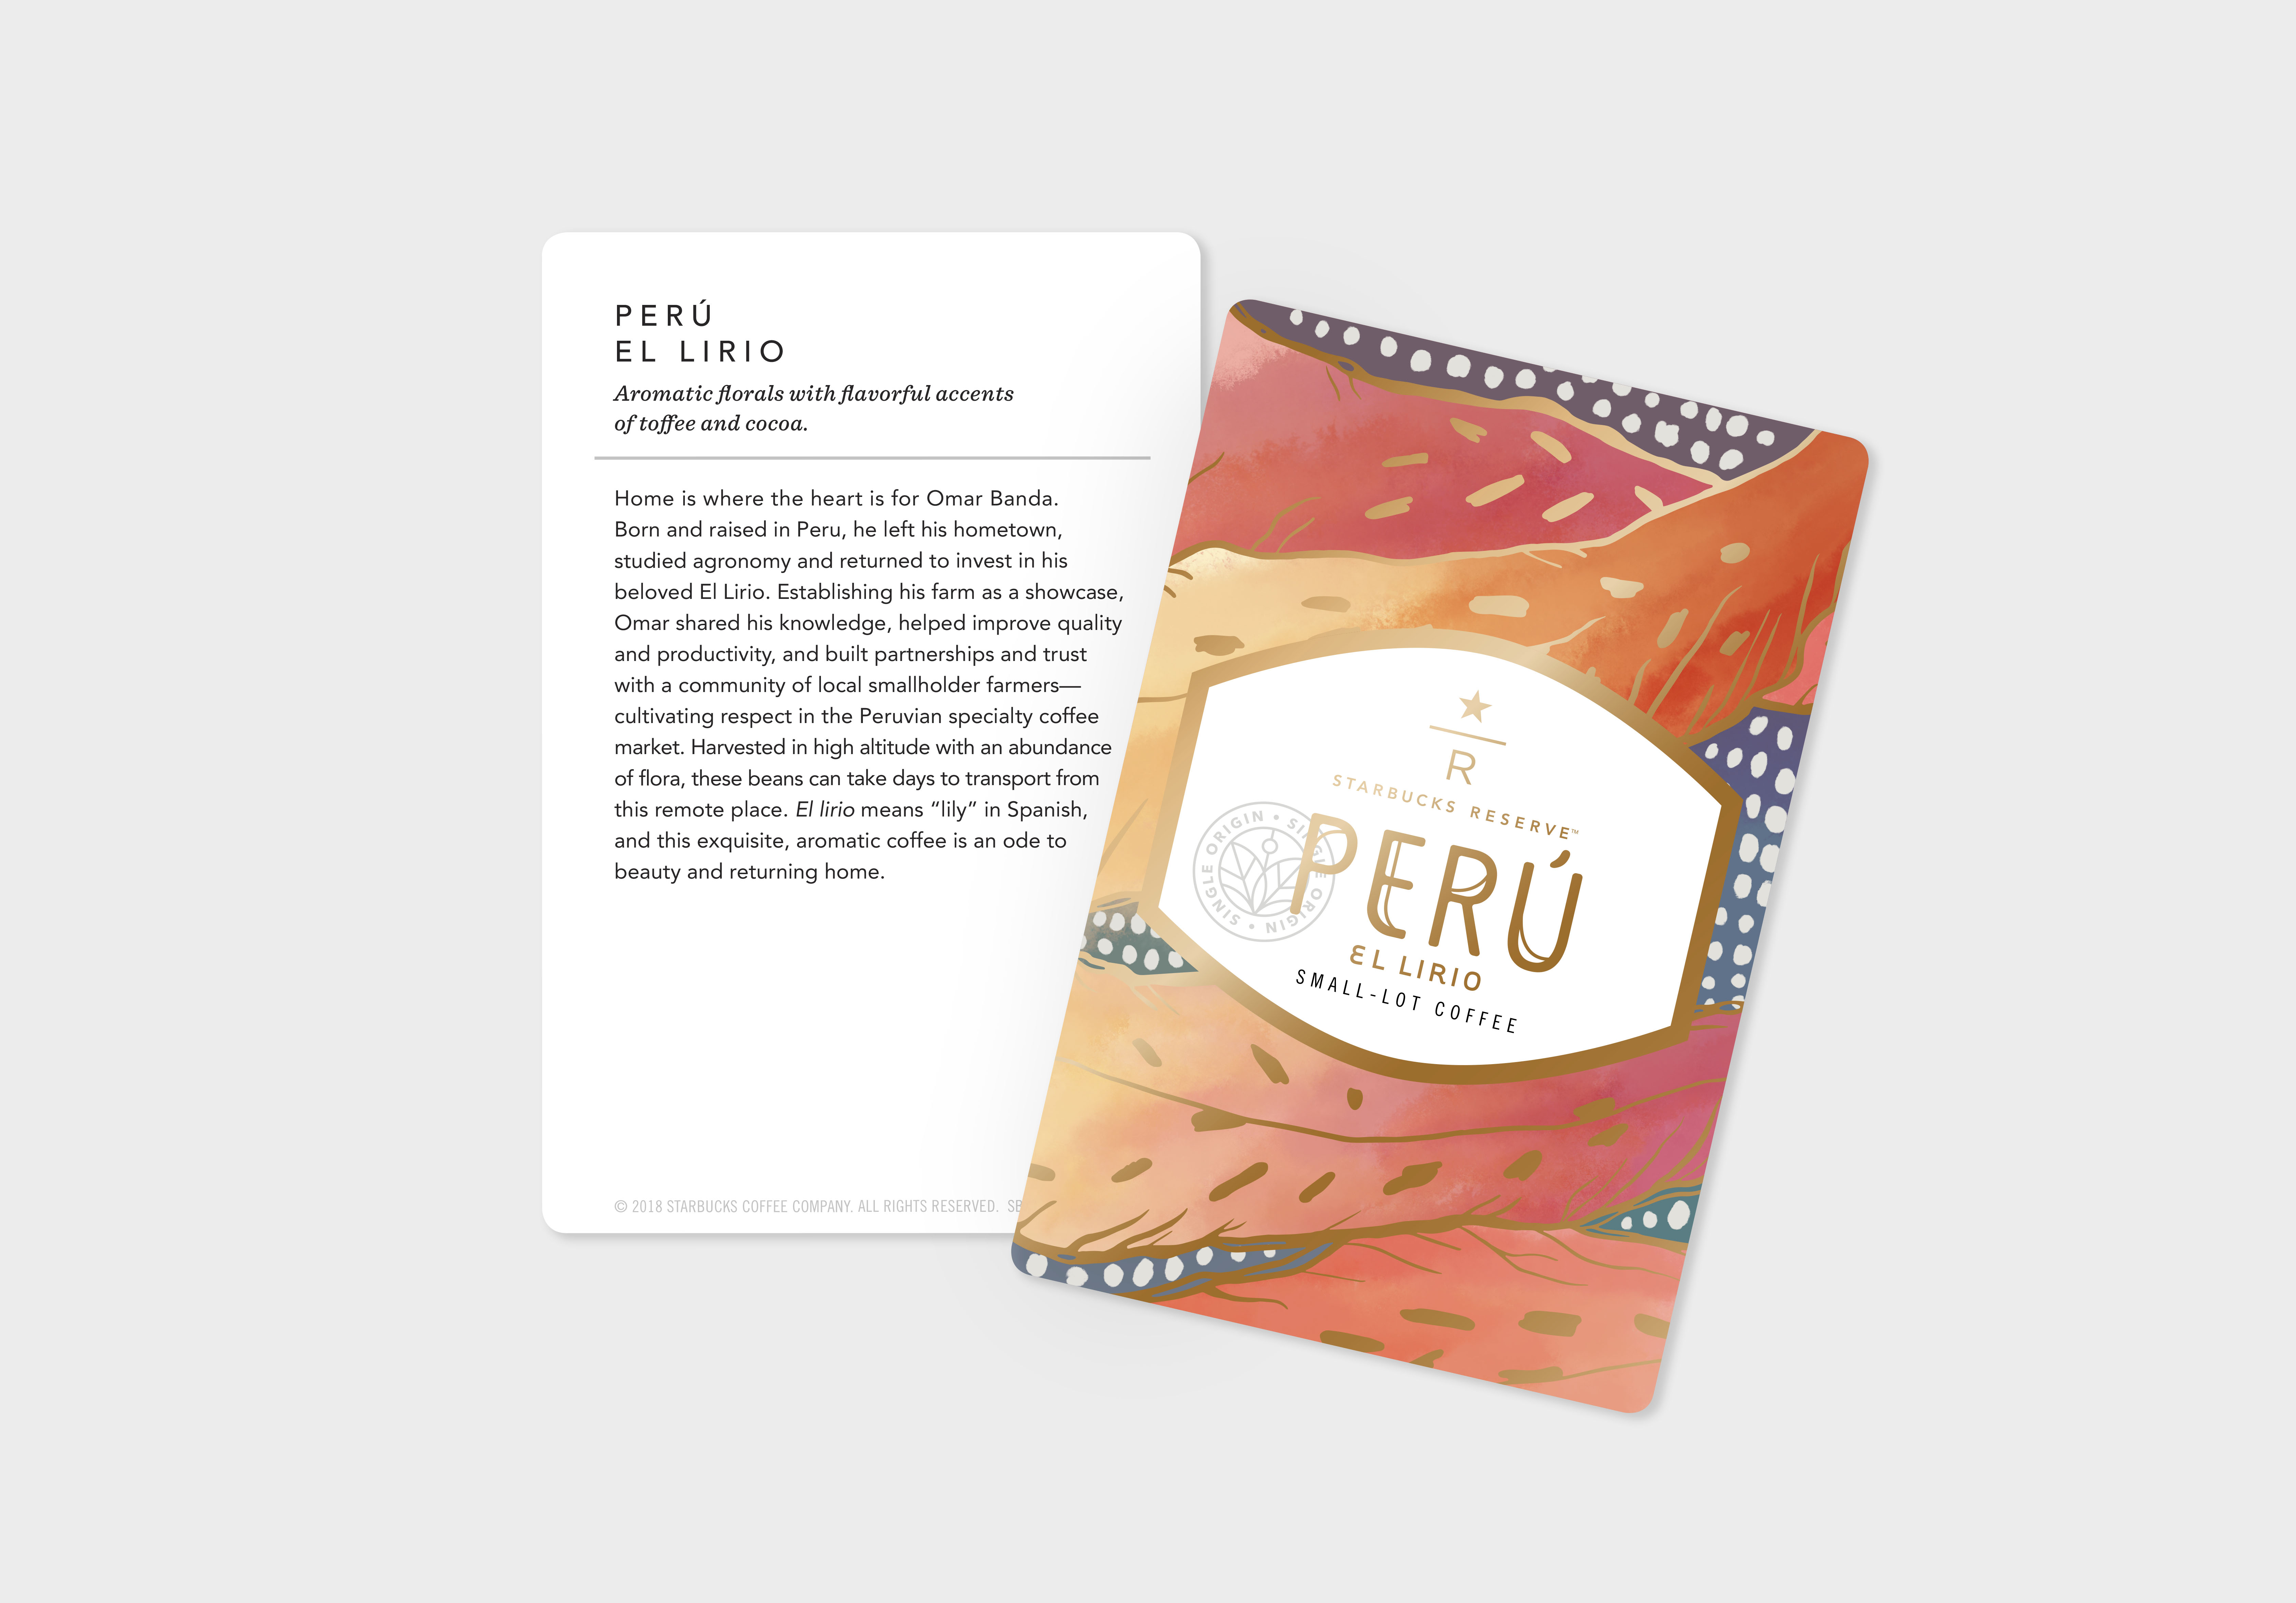 PERÚ
EL LIRIO
Aromatic florals with flavorful accents
of toffee and cocoa.
Home is where the heart is for Omar Banda.
Born and raised in Peru, he left his hometown,
studied agronomy and returned to invest in his
beloved El Lirio. Establishing his farm as a showcase,
Omar shared his knowledge, helped improve quality
and productivity, and built partnerships and trust
with a community of local smallholder farmers—
cultivating respect in the Peruvian specialty coffee
market. Harvested in high altitude with an abundance
of flora, these beans can take days to transport from
this remote place. El lirio means “lily” in Spanish,
and this exquisite, aromatic coffee is an ode to
beauty and returning home.
© 2018 STARBUCKS COFFEE COMPANY. ALL RIGHTS RESERVED.
R
STARBUCKS RESERVE™
SINGLE ORIGIN • SINGLE ORIGIN •
PERÚ
EL LIRIO
SMALL-LOT COFFEE